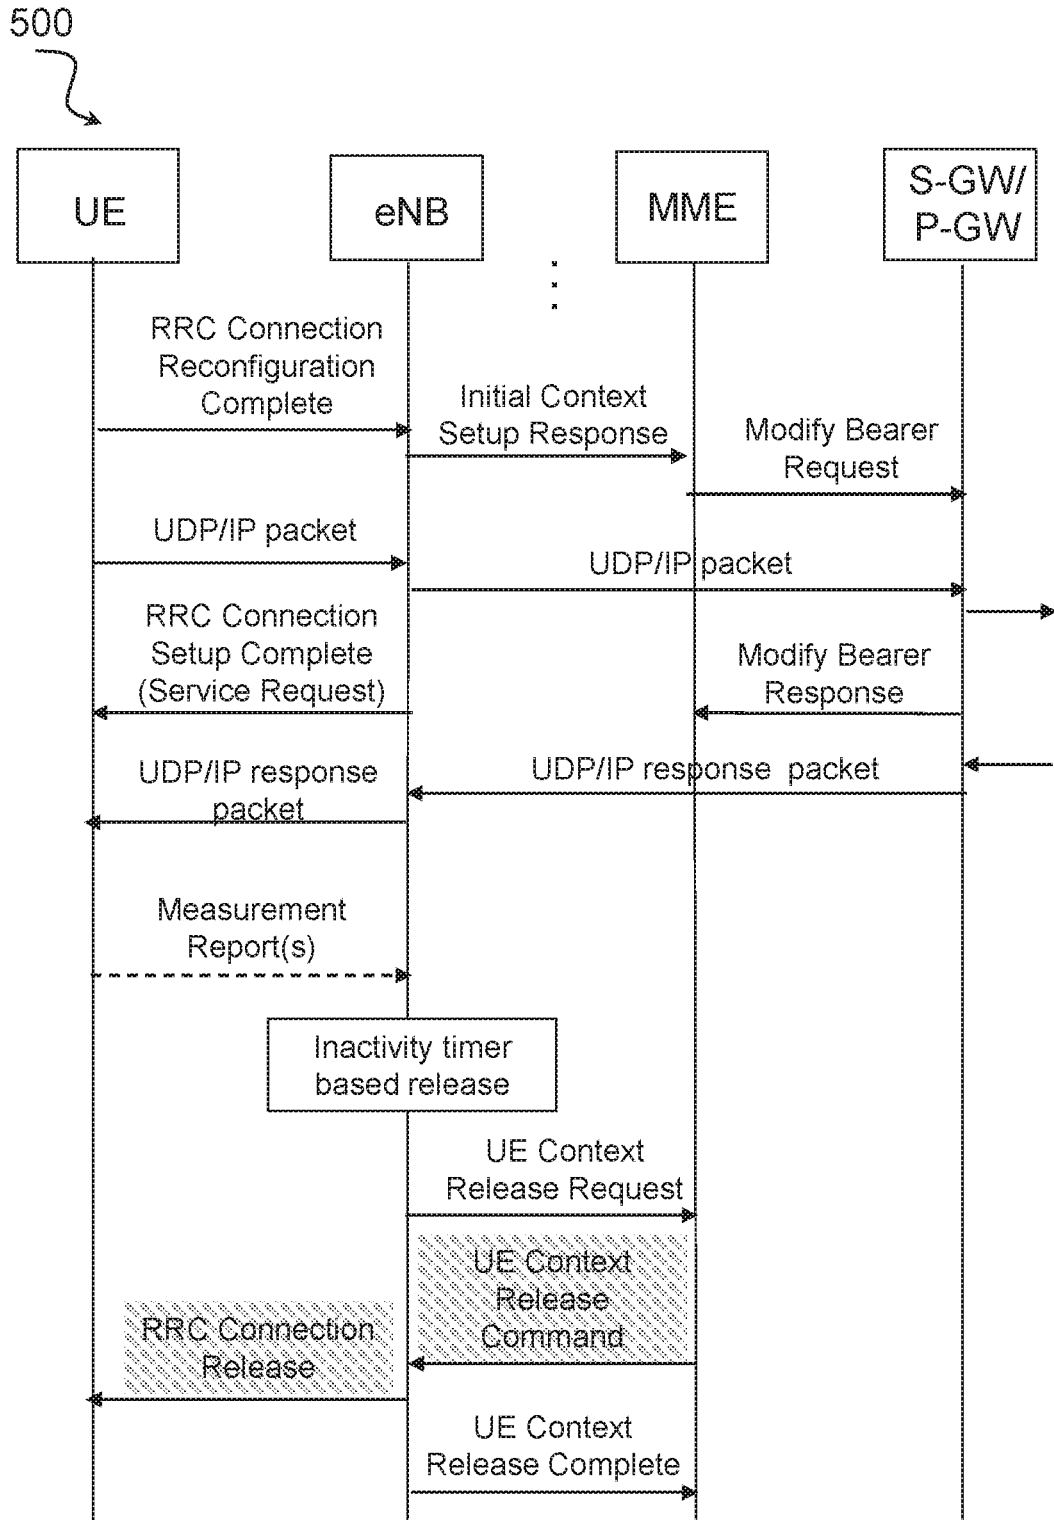 500
UE
eNB
MME
S-GW/
P-GW
RRC Connection
Reconfiguration
Complete
Initial Context
Setup Response
Modify Bearer
Request
UDP/IP packet
UDP/IP packet
RRC Connection
Setup Complete
(Service Request)
Modify Bearer
Response
UDP/IP response
packet
UDP/IP response packet
Measurement
Report(s)
Inactivity timer
based release
UE Context
Release Request
UE Context
Release
Command
RRC Connection
Release
UE Context
Release Complete